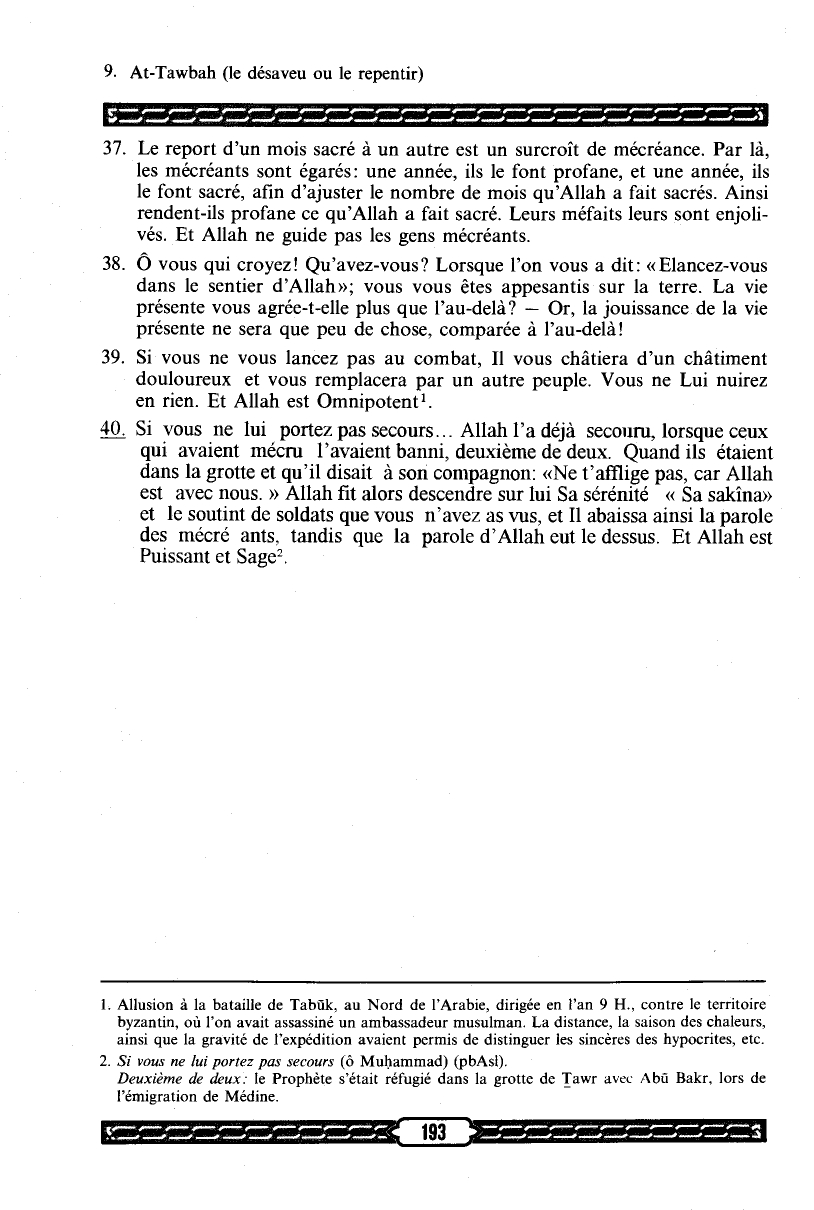 9. At-Tawbah (le désaveu ou le repentir)
37. Le report d'un mois sacré à un autre est un surcroît de mécréance. Par là,
les mécréants sont égarés: une année, ils le font profane, et une année, ils
le font sacré, afin d'ajuster le nombre de mois qu'Allah a fait sacrés. Ainsi
rendent-ils profane ce qu'Allah a fait sacré. Leurs méfaits leurs sont enjoli-
vés. Et Allah ne guide pas les gens mécréants.
38. Ô vous qui croyez! Qu'avez-vous? Lorsque l'on vous a dit: «Elancez-vous
dans le sentier d'Allah»; vous vous êtes appesantis sur la terre. La vie
présente vous agrée-t-elle plus que l'au-delà? — Or, la jouissance de la vie
présente ne sera que peu de chose, comparée à l'au-delà!
39. Si vous ne vous lancez pas au combat, Il vous châtiera d'un châtiment
douloureux et vous remplacera par un autre peuple. Vous ne Lui nuirez
en rien. Et Allah est Omnipotent¹.
40. Si vous ne lui portez pas secours... Allah l'a déjà secouru, lorsque ceux
qui avaient mécru l'avaient banni, deuxième de deux. Quand ils étaient
dans la grotte et qu'il disait à son compagnon: «Ne t'afflige pas, car Allah
est avec nous. » Allah fit alors descendre sur lui Sa sérénité « Sa sakîna»
et le soutint de soldats que vous n'avez as vus, et Il abaissa ainsi la parole
des mécré ants, tandis que la parole d'Allah eut le dessus. Et Allah est
Puissant et Sage².
1. Allusion à la bataille de Tabūk, au Nord de l'Arabie, dirigée en l'an 9 H., contre le territoire
byzantin, où l'on avait assassiné un ambassadeur musulman. La distance, la saison des chaleurs,
ainsi que la gravité de l'expédition avaient permis de distinguer les sincères des hypocrites, etc.
2. Si vous ne lui portez pas secours (ô Muḥammad) (pbAsl).
Deuxième de deux: le Prophète s'était réfugié dans la grotte de Ṯawr avec Abū Bakr, lors de
l'émigration de Médine.
193